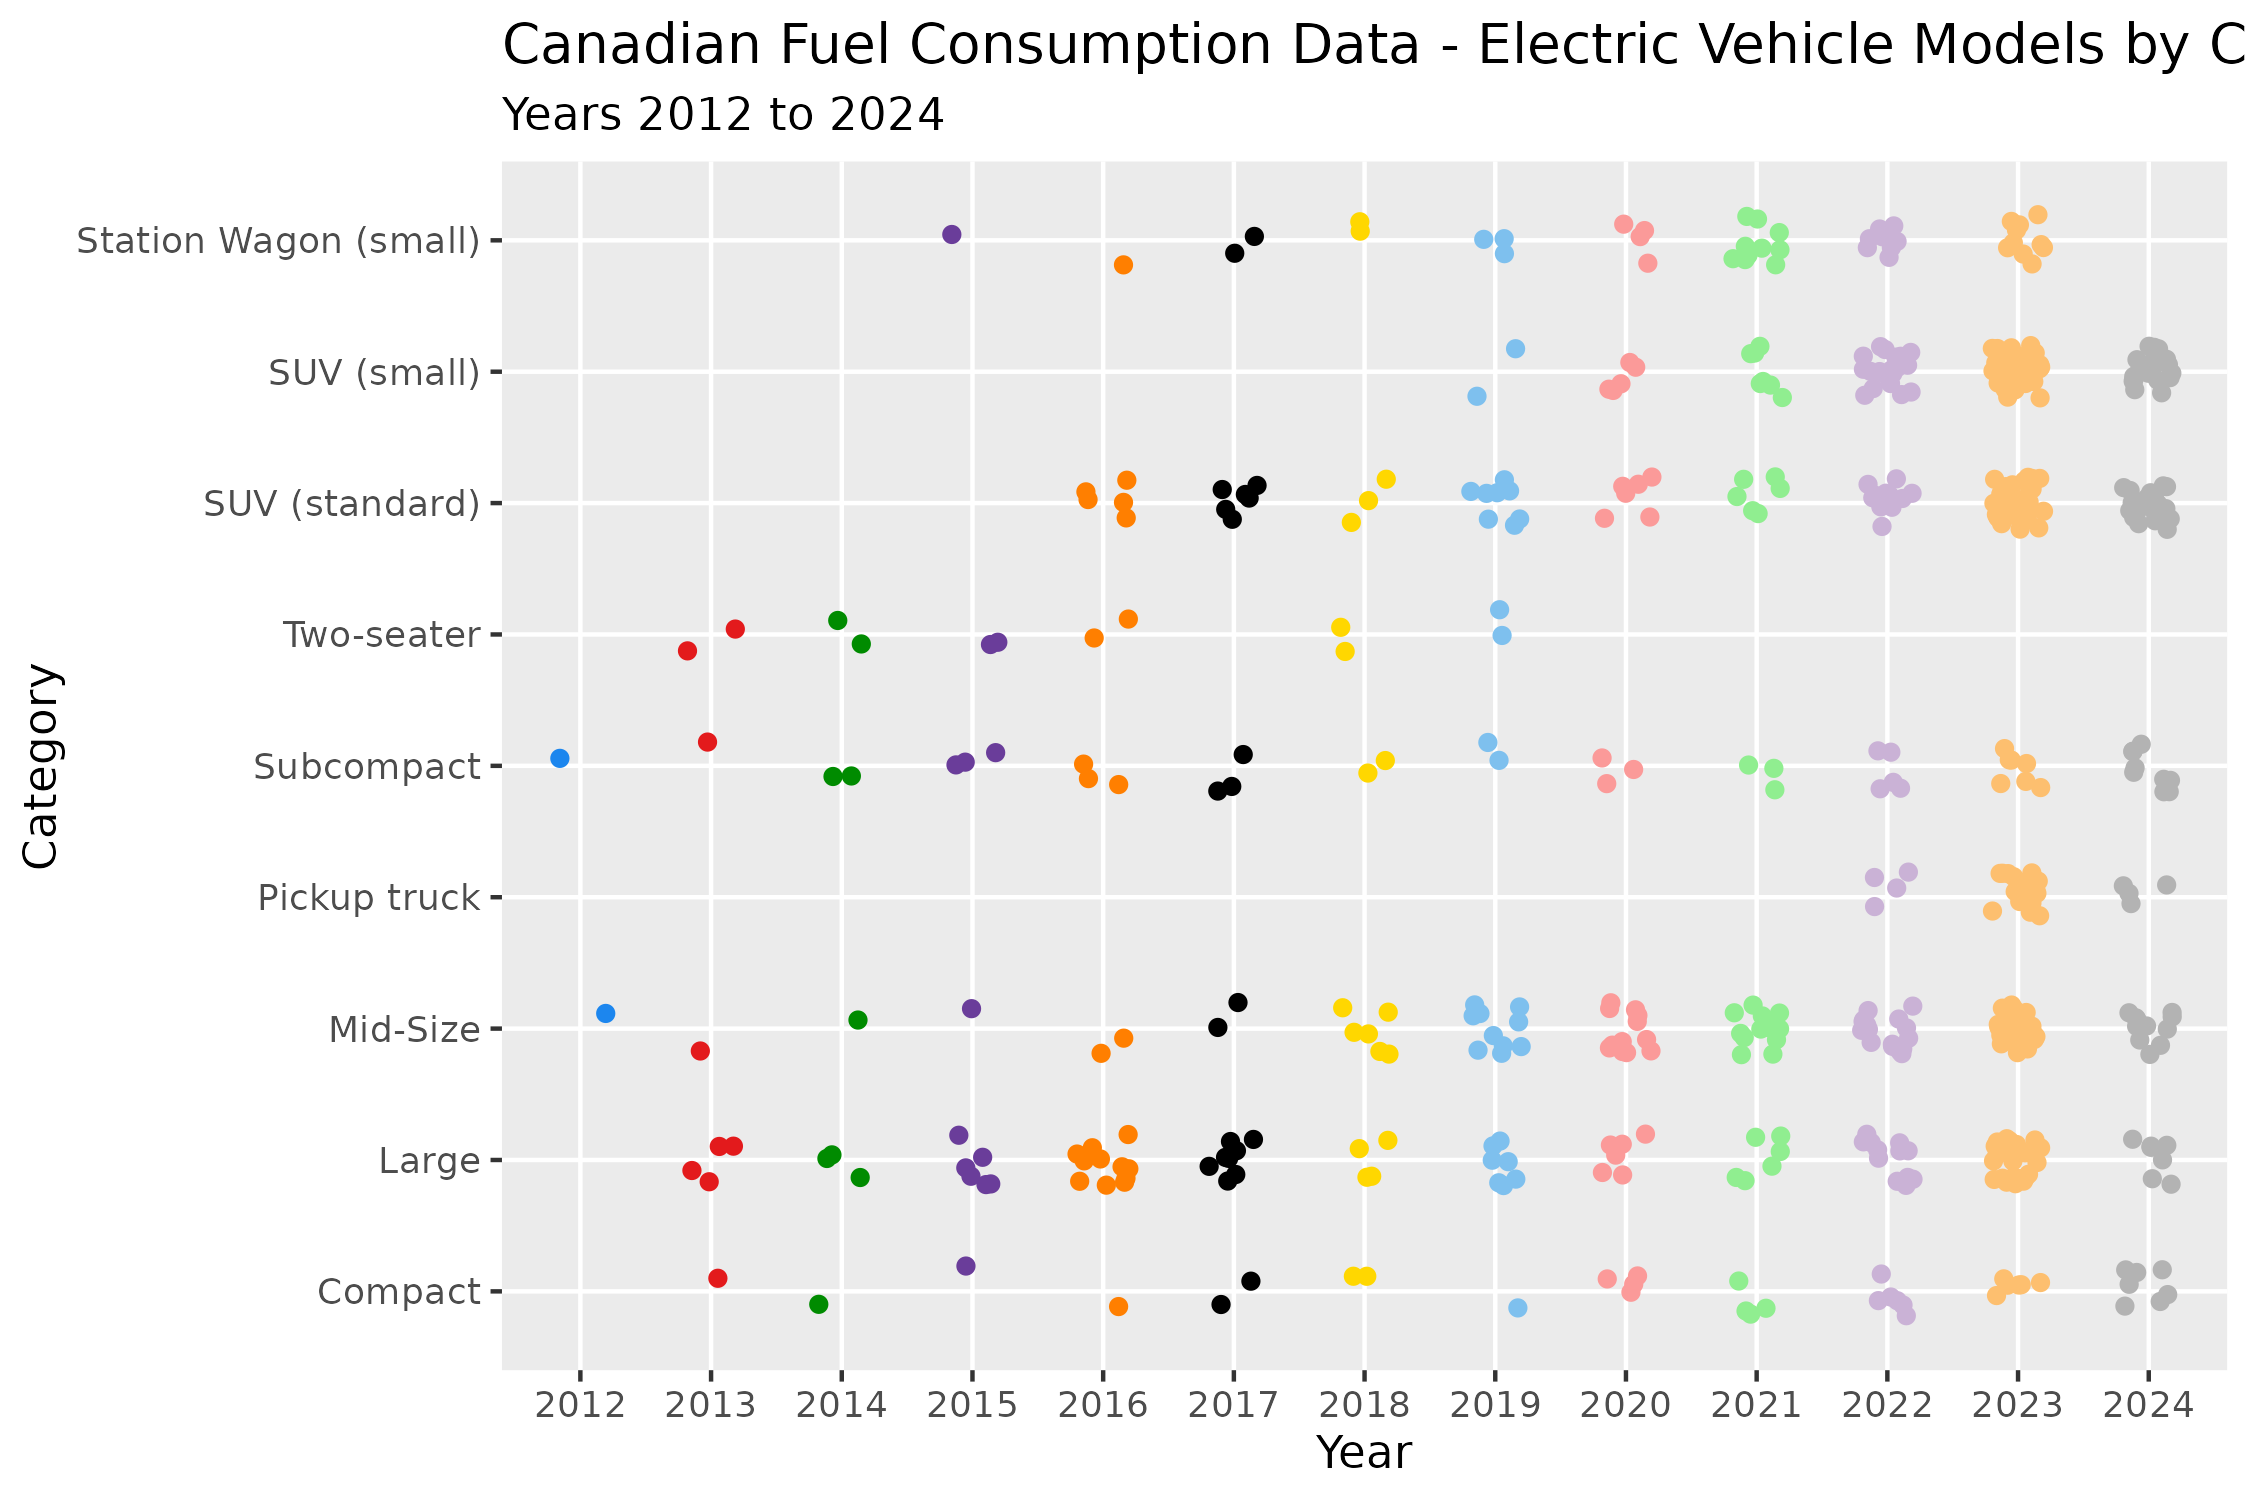 Canadian Fuel Consumption Data - Electric Vehicle Models by C
Years 2012 to 2024
Category
Station Wagon (small)
SUV (small)
SUV (standard)
Two-seater
Subcompact
Pickup truck
Mid-Size
Large
Compact
2012 2013 2014 2015 2016 2017 2018 2019 2020 2021 2022 2023 2024
Year